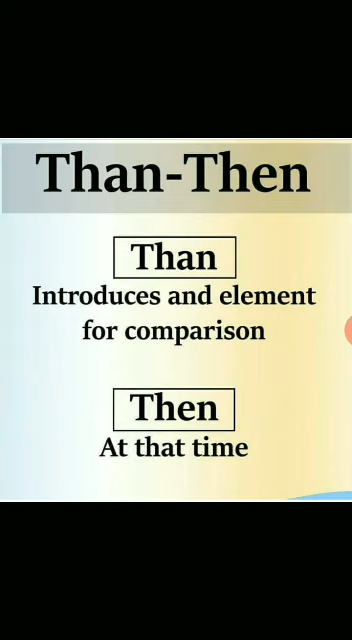 Than-Then
Than
Introduces and element
for comparison
Then
At that time